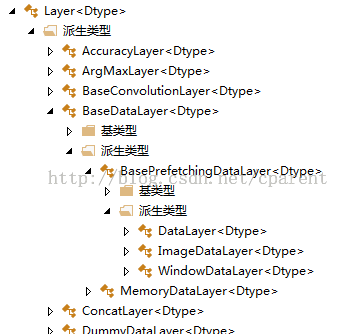 Layer<Dtype>
派生类型
AccuracyLayer<Dtype>
ArgMaxLayer<Dtype>
BaseConvolutionLayer<Dtype>
BaseDataLayer<Dtype>
基类型
派生类型
BasePrefetchingDataLayer<Dtype>
http://blog.csdn.net/cparent
基类型
派生类型
DataLayer<Dtype>
ImageDataLayer<Dtype>
WindowDataLayer<Dtype>
MemoryDataLayer<Dtype>
ConcatLayer<Dtype>
DummyDataLayer<Dtype>